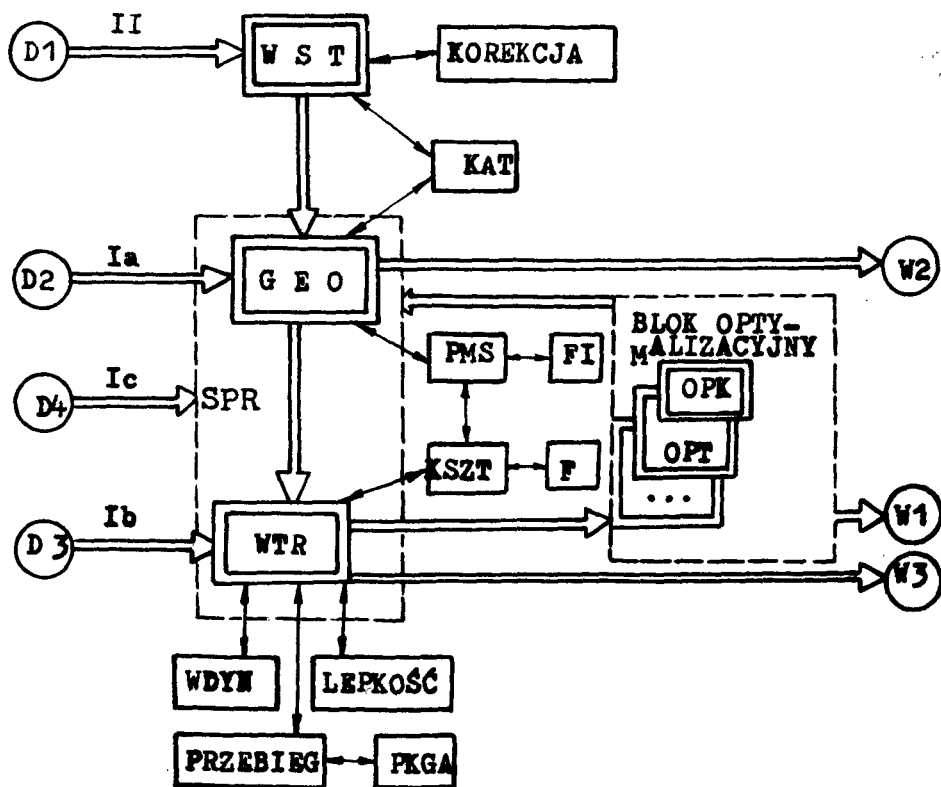 D1
II
W S T
KOREKCJA
KAT
D2
Ia
G E O
W2
BLOK OPTY-
MALIZACYJNY
PMS
FI
OPK
D4
Ic
SPR
OPT
KSZT
F
...
Ib
W1
D3
WTR
W3
WDYN
LEPKOŚĆ
PRZEBIEG
PKGA